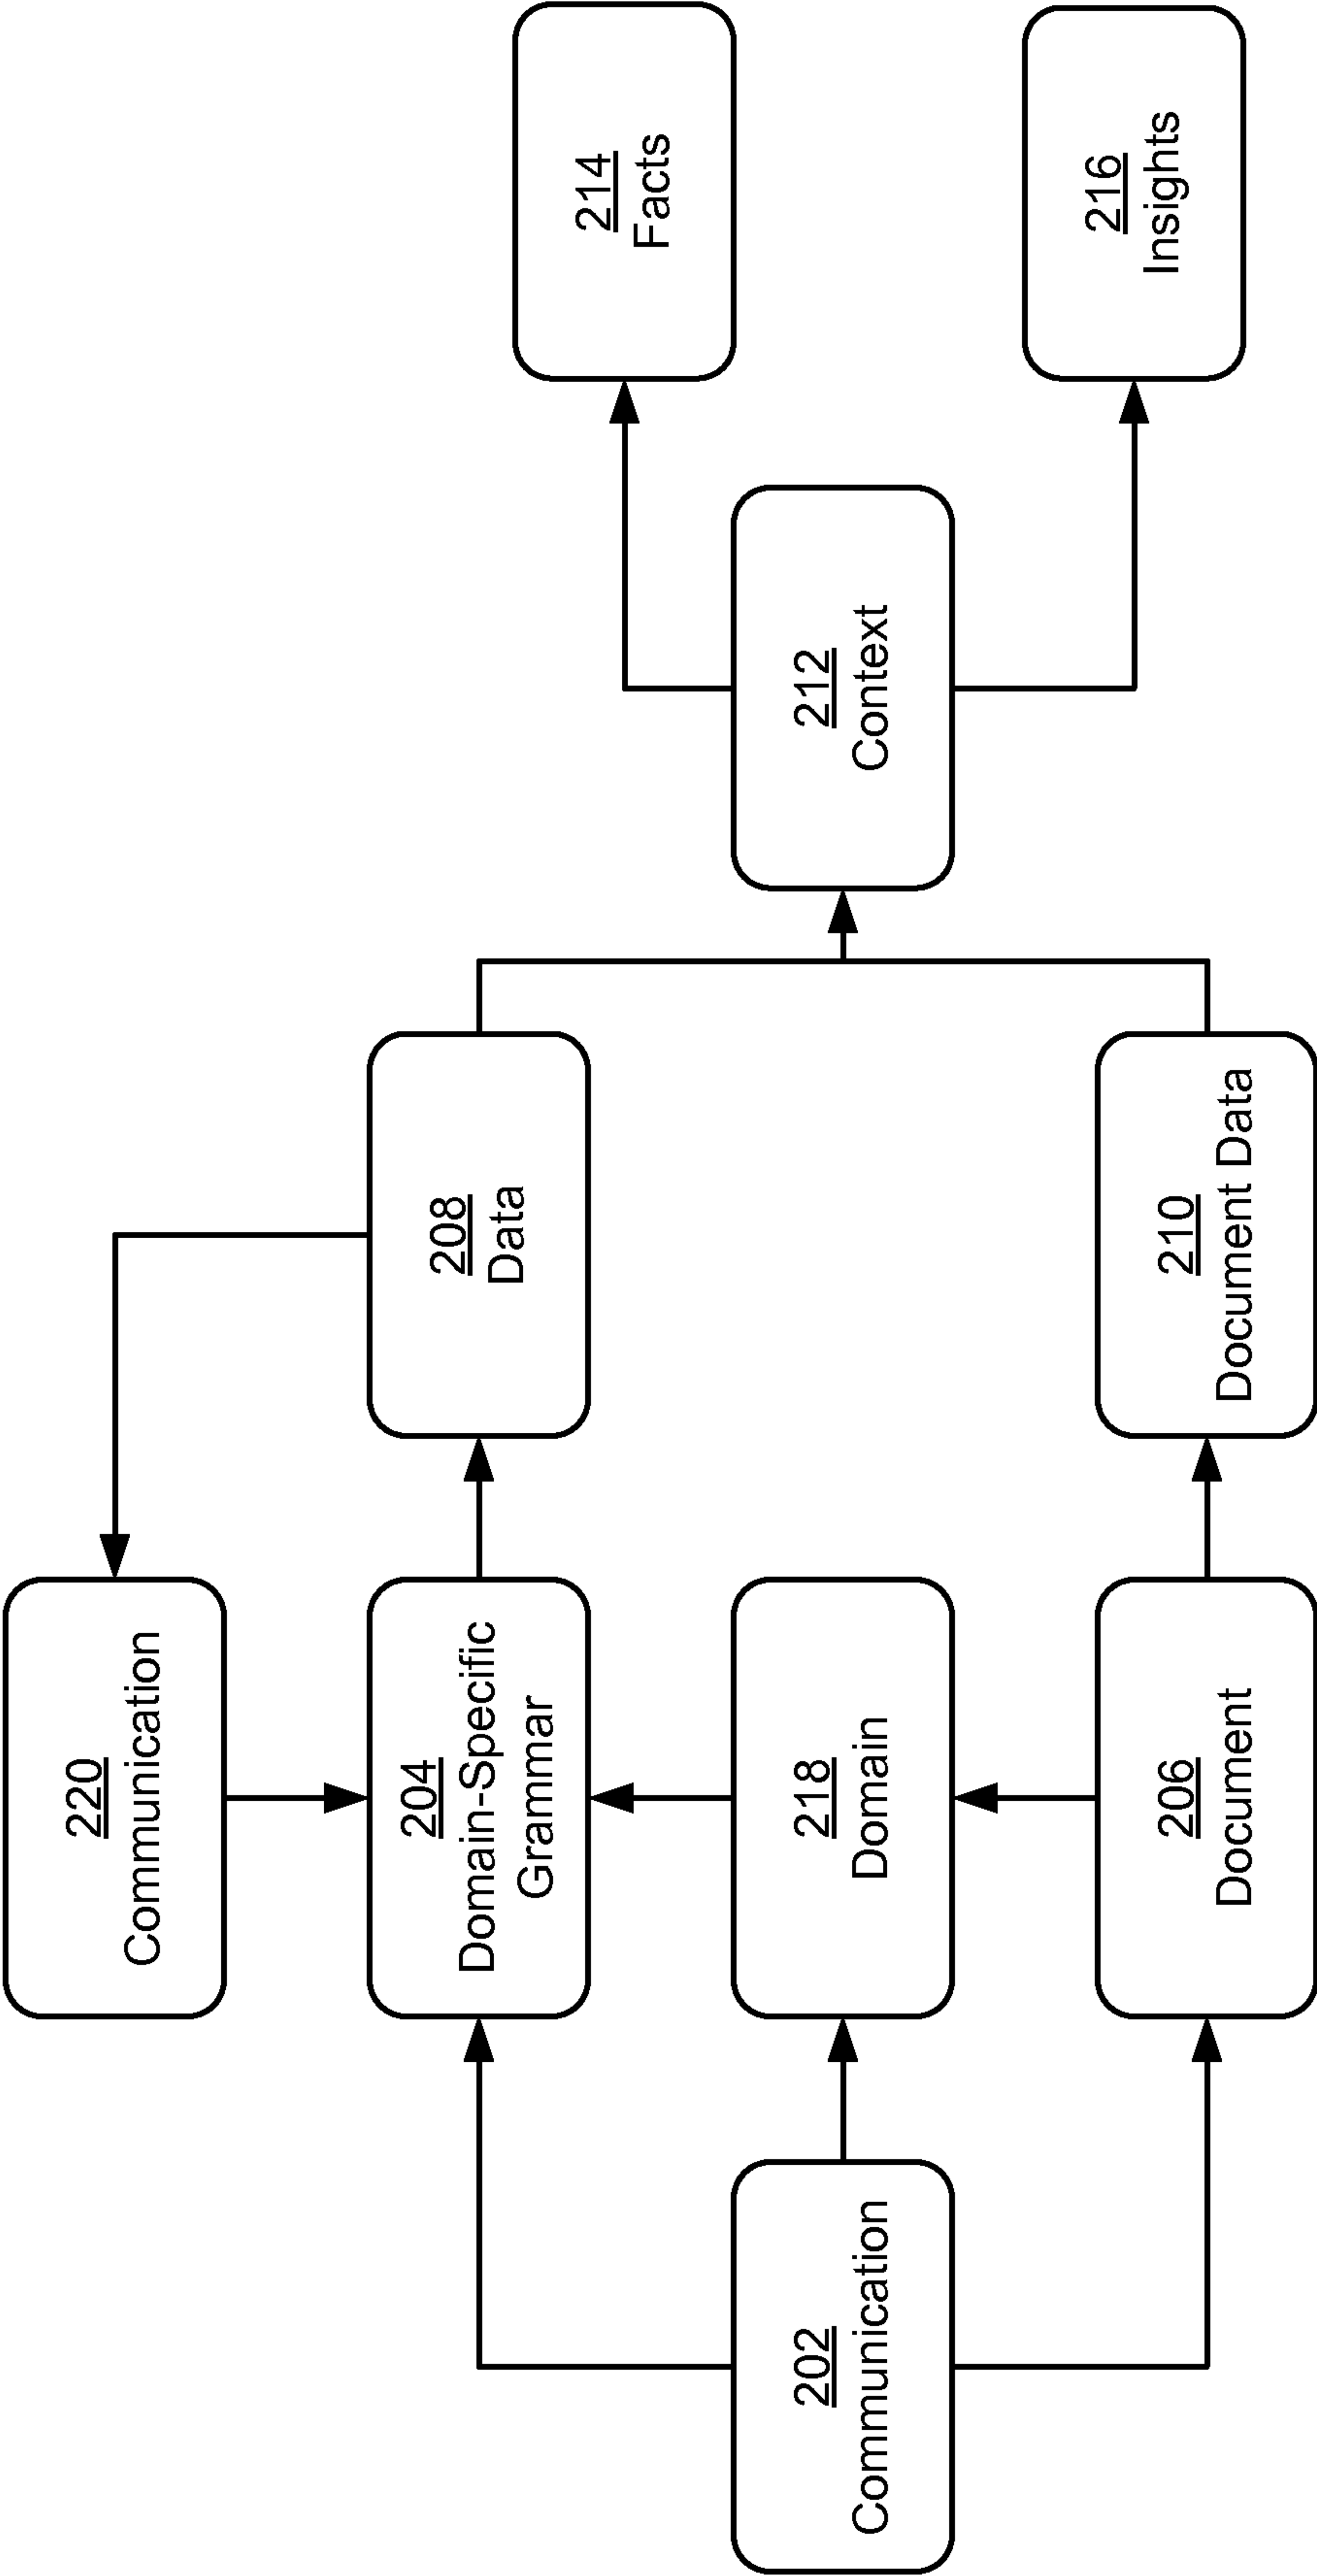 220
Communication
204
Domain-Specific
Grammar
208
Data
214
Facts
202
Communication
218
Domain
212
Context
206
Document
210
Document Data
216
Insights